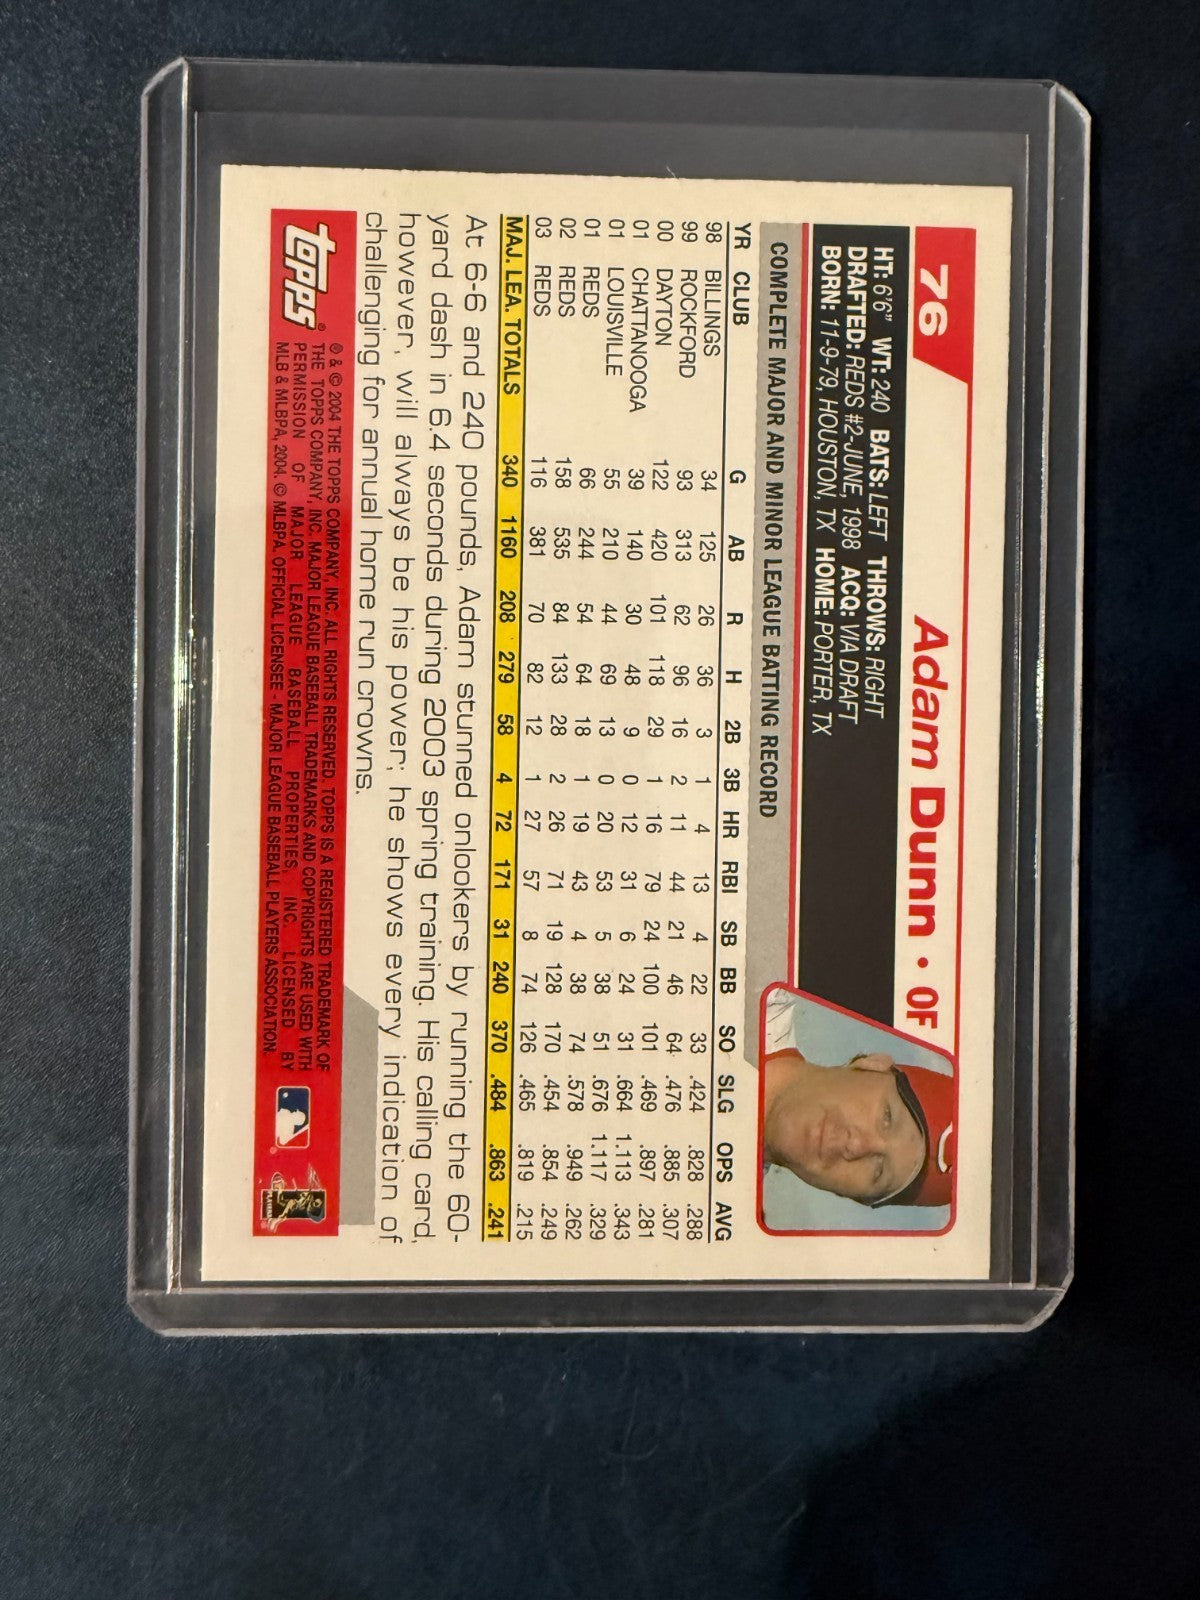 76
Adam Dunn • OF
HT: 6'6" WT: 240 BATS: LEFT THROWS: RIGHT
DRAFTED: REDS #2-JUNE, 1998 ACQ: VIA DRAFT
BORN: 11-9-79, HOUSTON, TX HOME: PORTER, TX
COMPLETE MAJOR AND MINOR LEAGUE BATTING RECORD
YR CLUB G AB R H 2B 3B HR RBI SB BB SO SLG OPS AVG
98 BILLINGS 34 125 26 36 3 1 4 13 4 22 33 .424 .828 .288
99 ROCKFORD 93 313 62 96 16 2 11 44 21 46 64 .476 .885 .307
00 DAYTON 122 420 101 118 29 1 16 79 24 100 101 .469 .897 .281
01 CHATTANOOGA 39 140 30 48 9 0 12 31 6 24 31 .664 1.113 .343
01 LOUISVILLE 55 210 44 69 13 0 20 53 5 38 51 .676 1.117 .329
01 REDS 66 244 54 64 18 1 19 43 4 38 74 .578 .949 .262
02 REDS 158 535 84 133 28 2 26 71 19 128 170 .454 .854 .249
03 REDS 116 381 70 82 12 1 27 57 8 74 126 .465 .819 .215
MAJ. LEA. TOTALS 340 1160 208 279 58 4 72 171 31 240 370 .484 .863 .241
At 6-6 and 240 pounds, Adam stunned onlookers by running the 60-
yard dash in 6.4 seconds during 2003 spring training. His calling card,
however, will always be his power; he shows every indication of
challenging for annual home run crowns.
topps®
® & © 2004 THE TOPPS COMPANY, INC. ALL RIGHTS RESERVED. TOPPS IS A REGISTERED TRADEMARK OF
THE TOPPS COMPANY, INC. MAJOR LEAGUE BASEBALL TRADEMARKS AND COPYRIGHTS ARE USED WITH
PERMISSION OF MAJOR LEAGUE BASEBALL PROPERTIES, INC. LICENSED BY
MLB & MLBPA, 2004. © MLBPA. OFFICIAL LICENSEE - MAJOR LEAGUE BASEBALL PLAYERS ASSOCIATION.